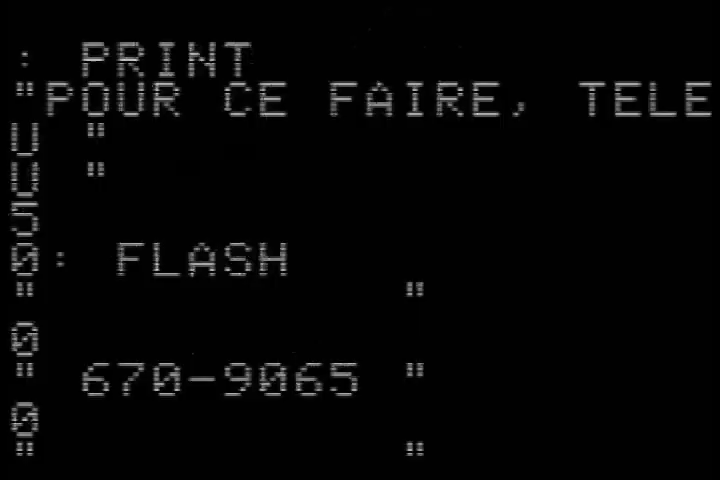 : PRINT
"POUR CE FAIRE, TELE
U "
U "
5
0: FLASH
" "
0
" 670-9065 "
0
" "